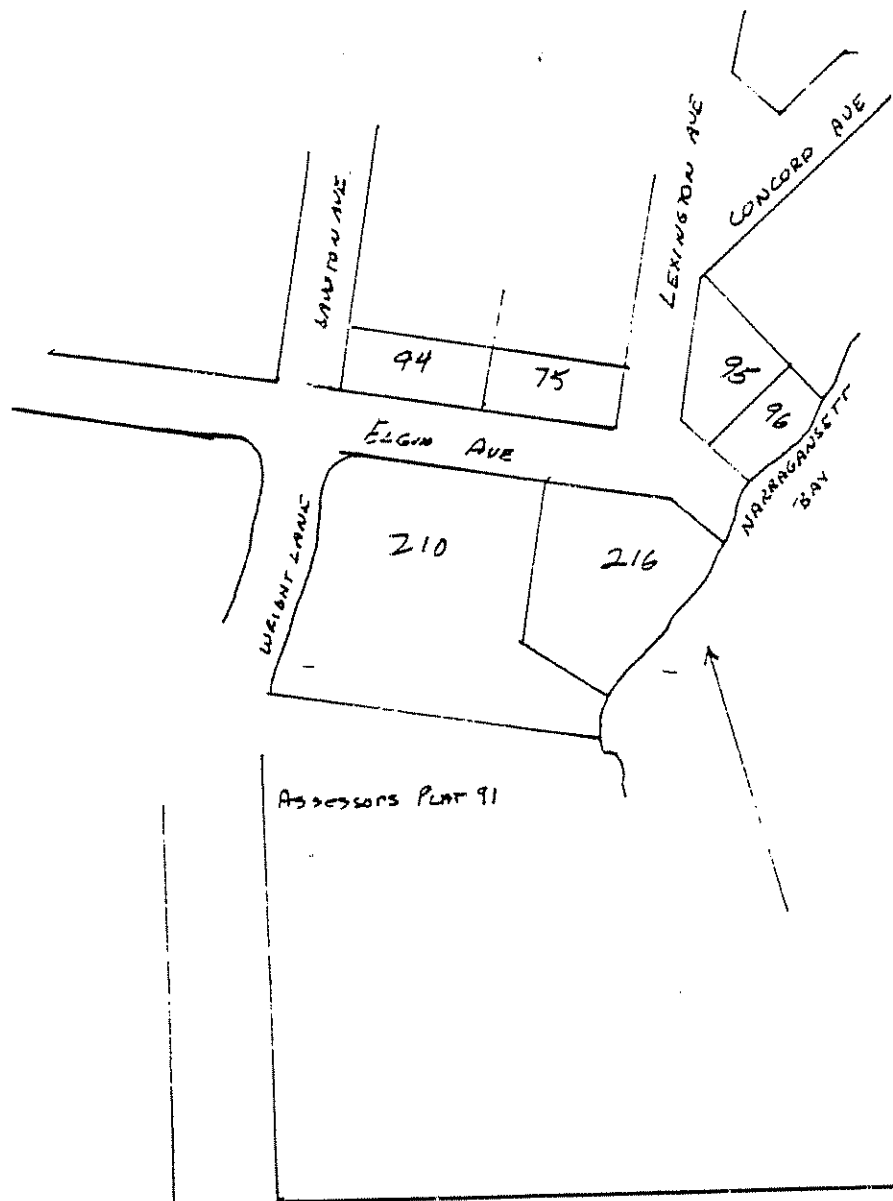 LEXINGTON AVE
CONCORD AVE
AVE
94
75
95
96
ELGIN AVE
NARRAGANSETT
BAY
210
216
WRIGHT LANE
ASSESSORS PLAT 91